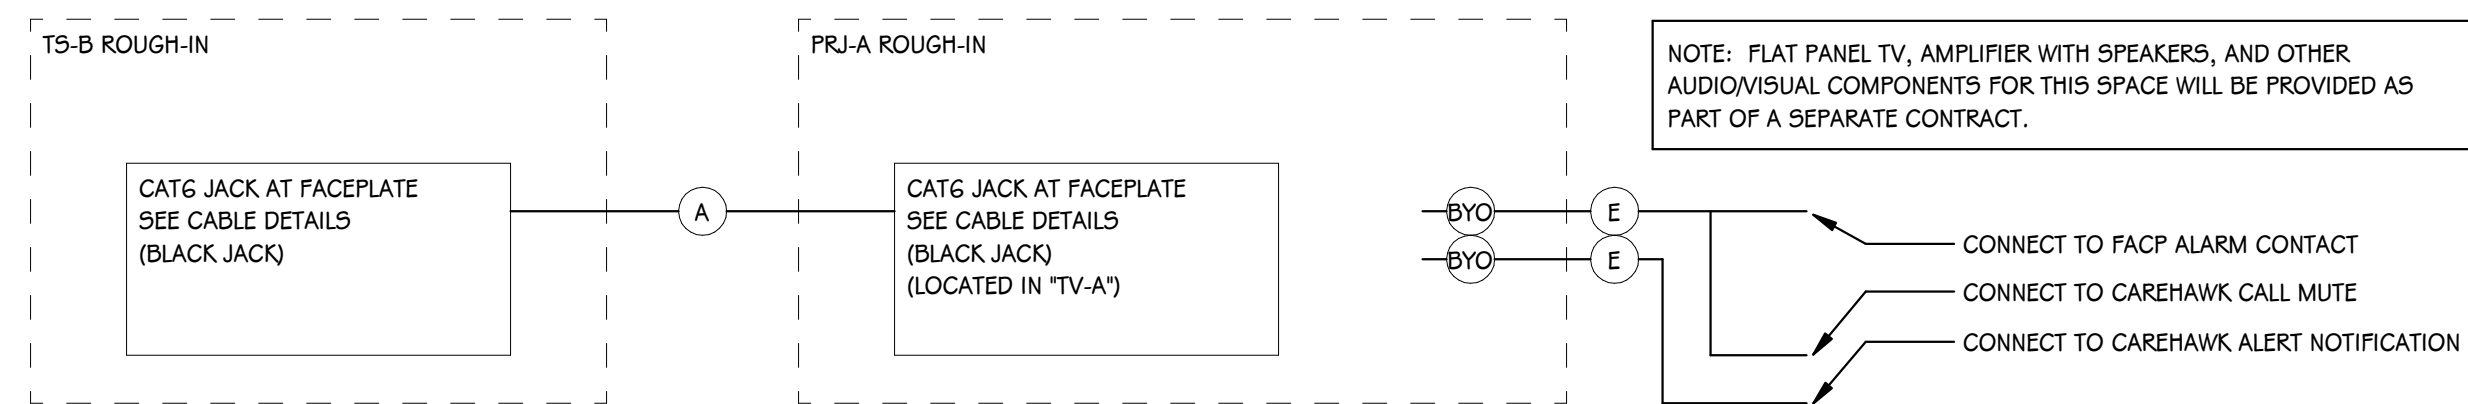 TS-B ROUGH-IN
CAT6 JACK AT FACEPLATE
SEE CABLE DETAILS
(BLACK JACK)
A
PRJ-A ROUGH-IN
CAT6 JACK AT FACEPLATE
SEE CABLE DETAILS
(BLACK JACK)
(LOCATED IN "TV-A")
BYO
E
BYO
E
NOTE: FLAT PANEL TV, AMPLIFIER WITH SPEAKERS, AND OTHER
AUDIO/VISUAL COMPONENTS FOR THIS SPACE WILL BE PROVIDED AS
PART OF A SEPARATE CONTRACT.
CONNECT TO FACP ALARM CONTACT
CONNECT TO CAREHAWK CALL MUTE
CONNECT TO CAREHAWK ALERT NOTIFICATION